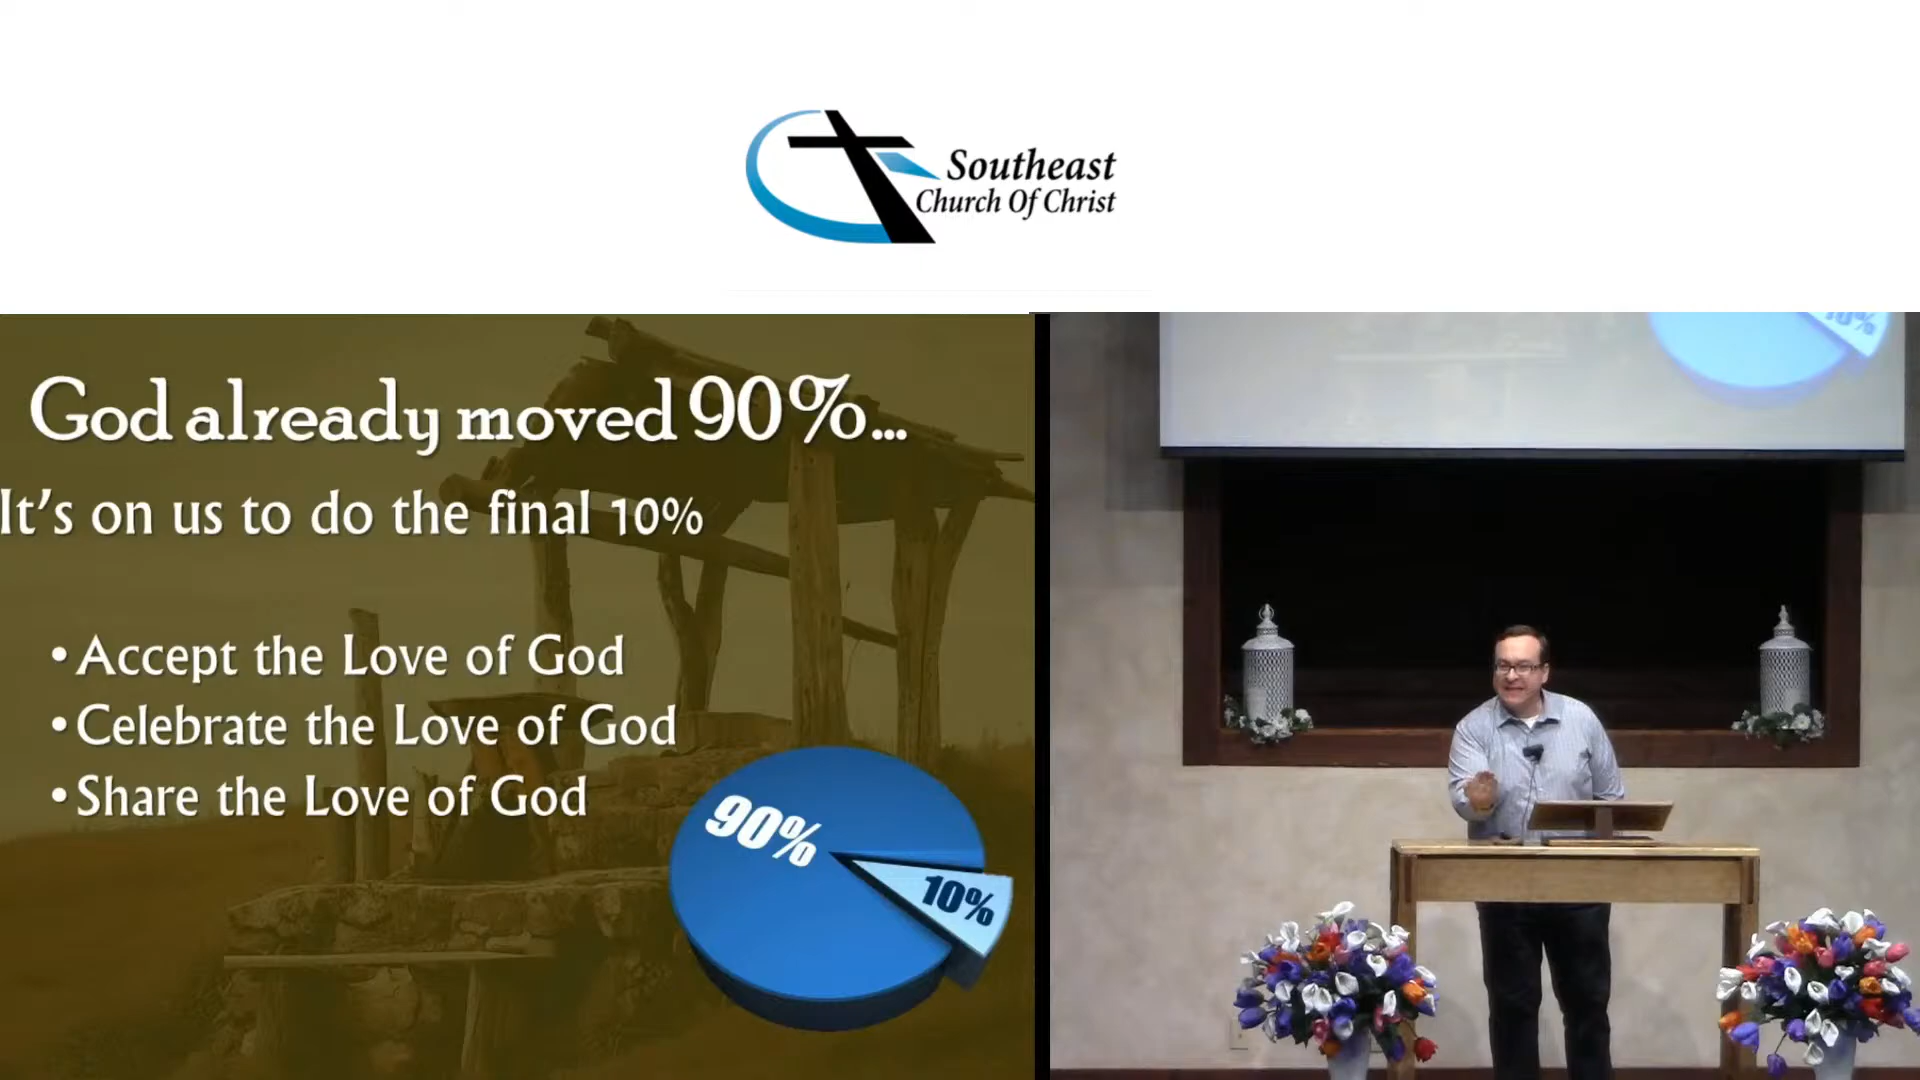 Southeast
Church Of Christ
God already moved 90%...
It's on us to do the final 10%
• Accept the Love of God
• Celebrate the Love of God
• Share the Love of God
90%
10%
10%